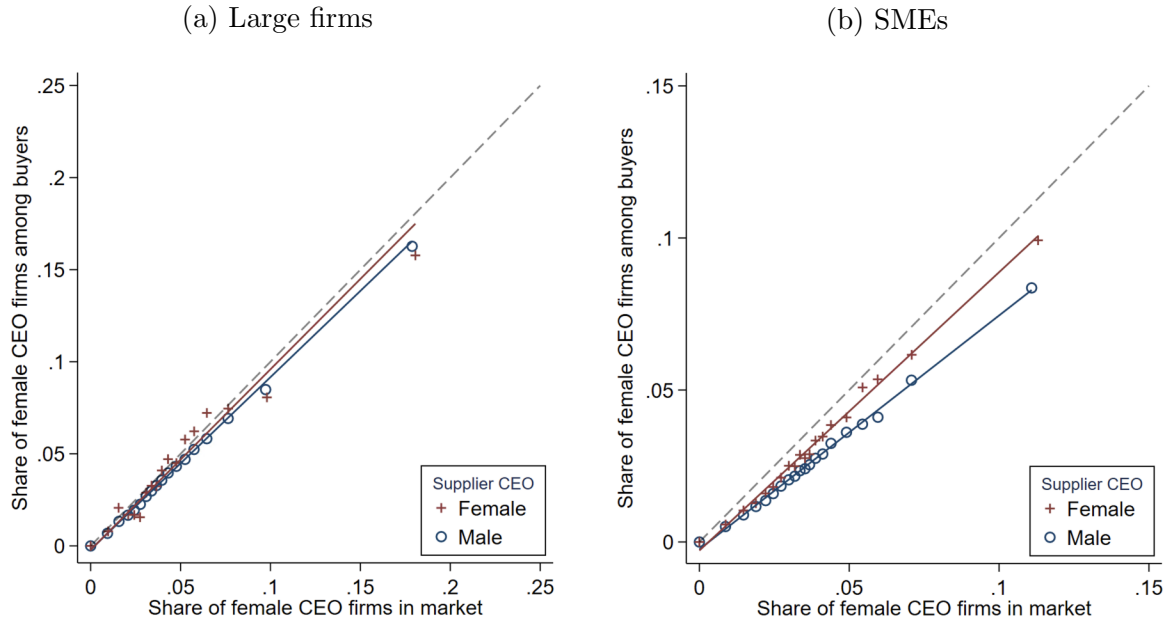 (a) Large firms
Share of female CEO firms among buyers
.25
.2
.15
.1
.05
0
0
.05
.1
.15
.2
.25
Share of female CEO firms in market
Supplier CEO
Female
Male
(b) SMEs
Share of female CEO firms among buyers
.15
.1
.05
0
0
.05
.1
.15
Share of female CEO firms in market
Supplier CEO
Female
Male